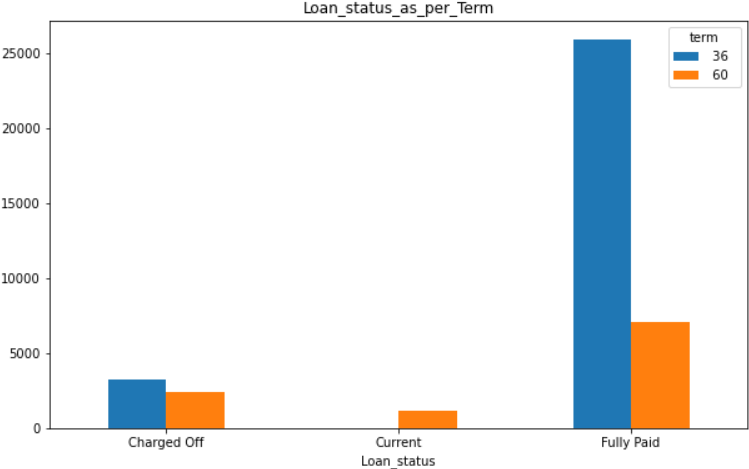 Loan_status_as_per_Term
term
36
60
25000
20000
15000
10000
5000
0
Charged Off
Current
Fully Paid
Loan_status